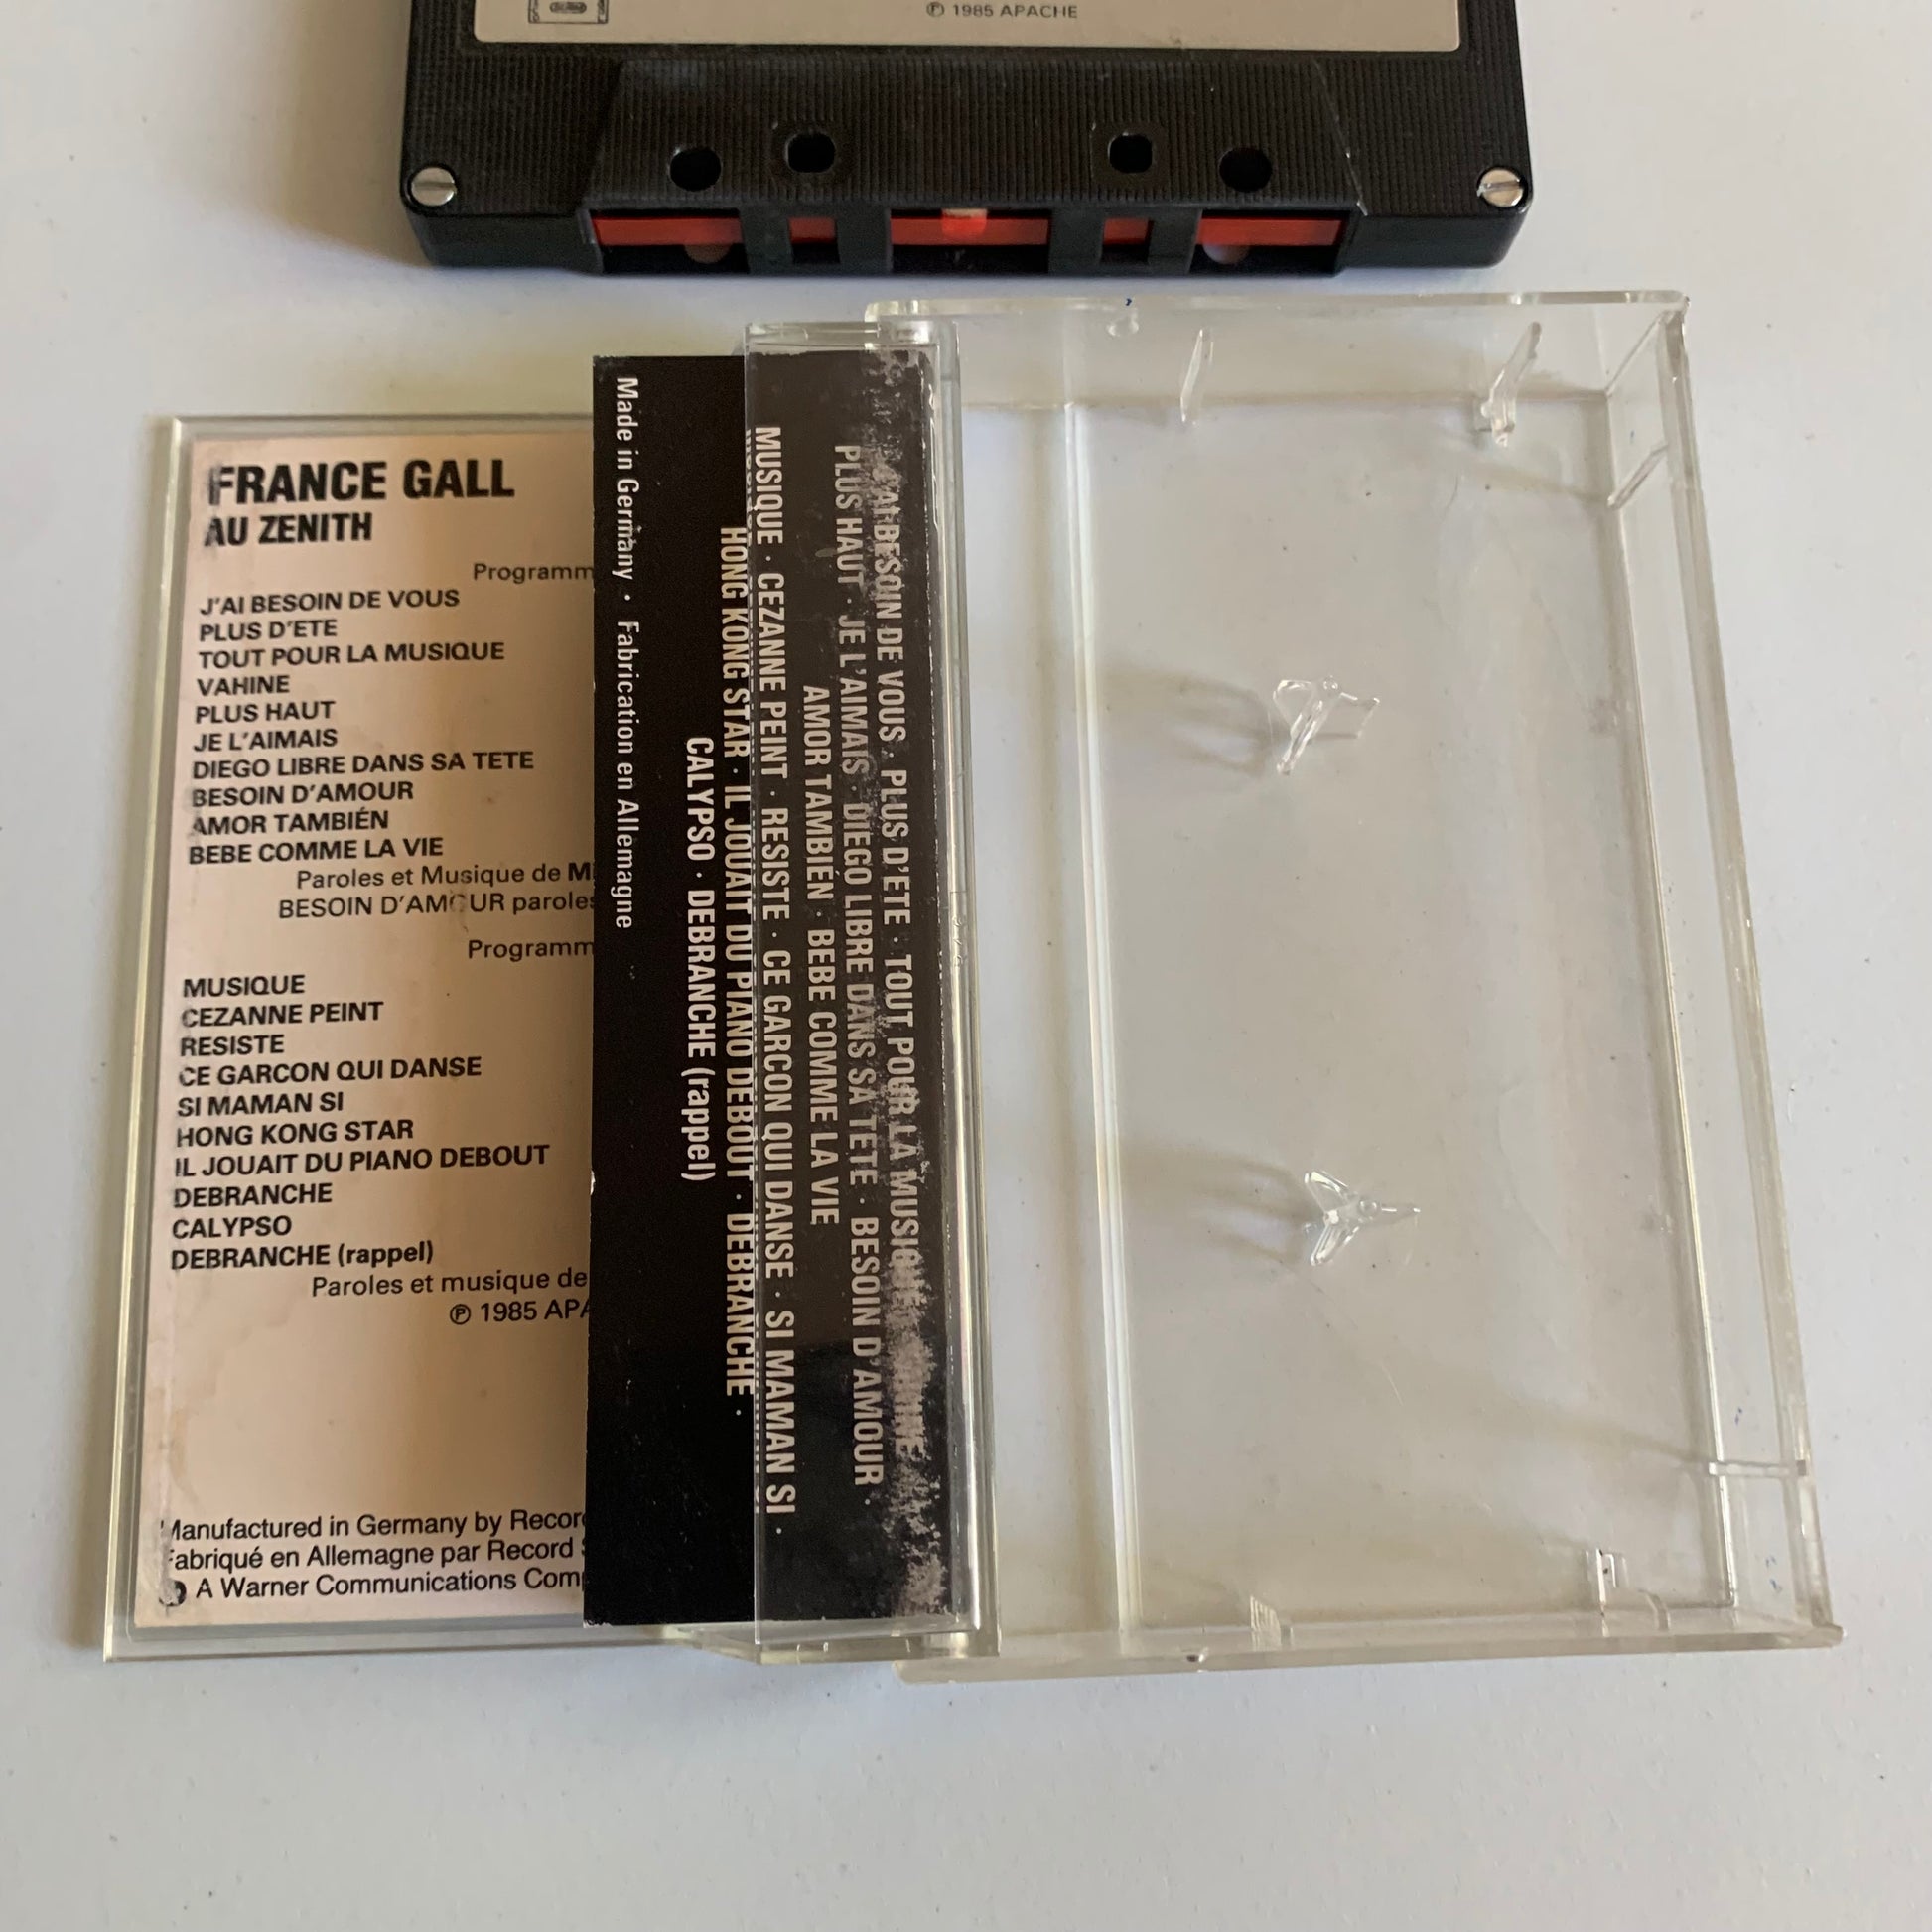 ℗ 1985 APACHE
FRANCE GALL
AU ZENITH
Programm
J'AI BESOIN DE VOUS
PLUS D'ETE
TOUT POUR LA MUSIQUE
VAHINE
PLUS HAUT
JE L'AIMAIS
DIEGO LIBRE DANS SA TETE
BESOIN D'AMOUR
AMOR TAMBIÉN
BEBE COMME LA VIE
Paroles et Musique de
BESOIN D'AMOUR paroles
Programm
MUSIQUE
CEZANNE PEINT
RESISTE
CE GARCON QUI DANSE
SI MAMAN SI
HONG KONG STAR
IL JOUAIT DU PIANO DEBOUT
DEBRANCHE
CALYPSO
DEBRANCHE (rappel)
Paroles et musique de
℗ 1985 APA
Manufactured in Germany by Record
Fabriqué en Allemagne par Record
A Warner Communications Comp
BESOIN DE VOUS · PLUS D'ETE · TOUT POUR LA MUSIQUE ·
PLUS HAUT · JE L'AIMAIS · DIEGO LIBRE DANS SA TETE · BESOIN D'AMOUR ·
AMOR TAMBIÉN · BEBE COMME LA VIE
MUSIQUE · CEZANNE PEINT · RESISTE · CE GARCON QUI DANSE · SI MAMAN SI ·
HONG KONG STAR · IL JOUAIT DU PIANO DEBOUT · DEBRANCHE ·
CALYPSO · DEBRANCHE (rappel)
Made in Germany · Fabrication en Allemagne